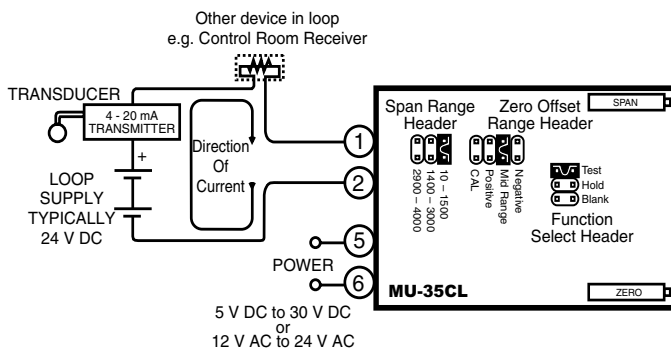 Other device in loop
e.g. Control Room Receiver
TRANSDUCER
4 - 20 mA
TRANSMITTER
+
LOOP
SUPPLY
TYPICALLY
24 V DC
Direction
Of
Current
1
2
5
6
POWER
5 V DC to 30 V DC
or
12 V AC to 24 V AC
Span Range
Header
2900 – 4000
1400 – 3000
10 – 1500
Zero Offset
Range Header
CAL
Positive
Mid Range
Negative
SPAN
Test
Hold
Blank
Function
Select Header
MU-35CL
ZERO